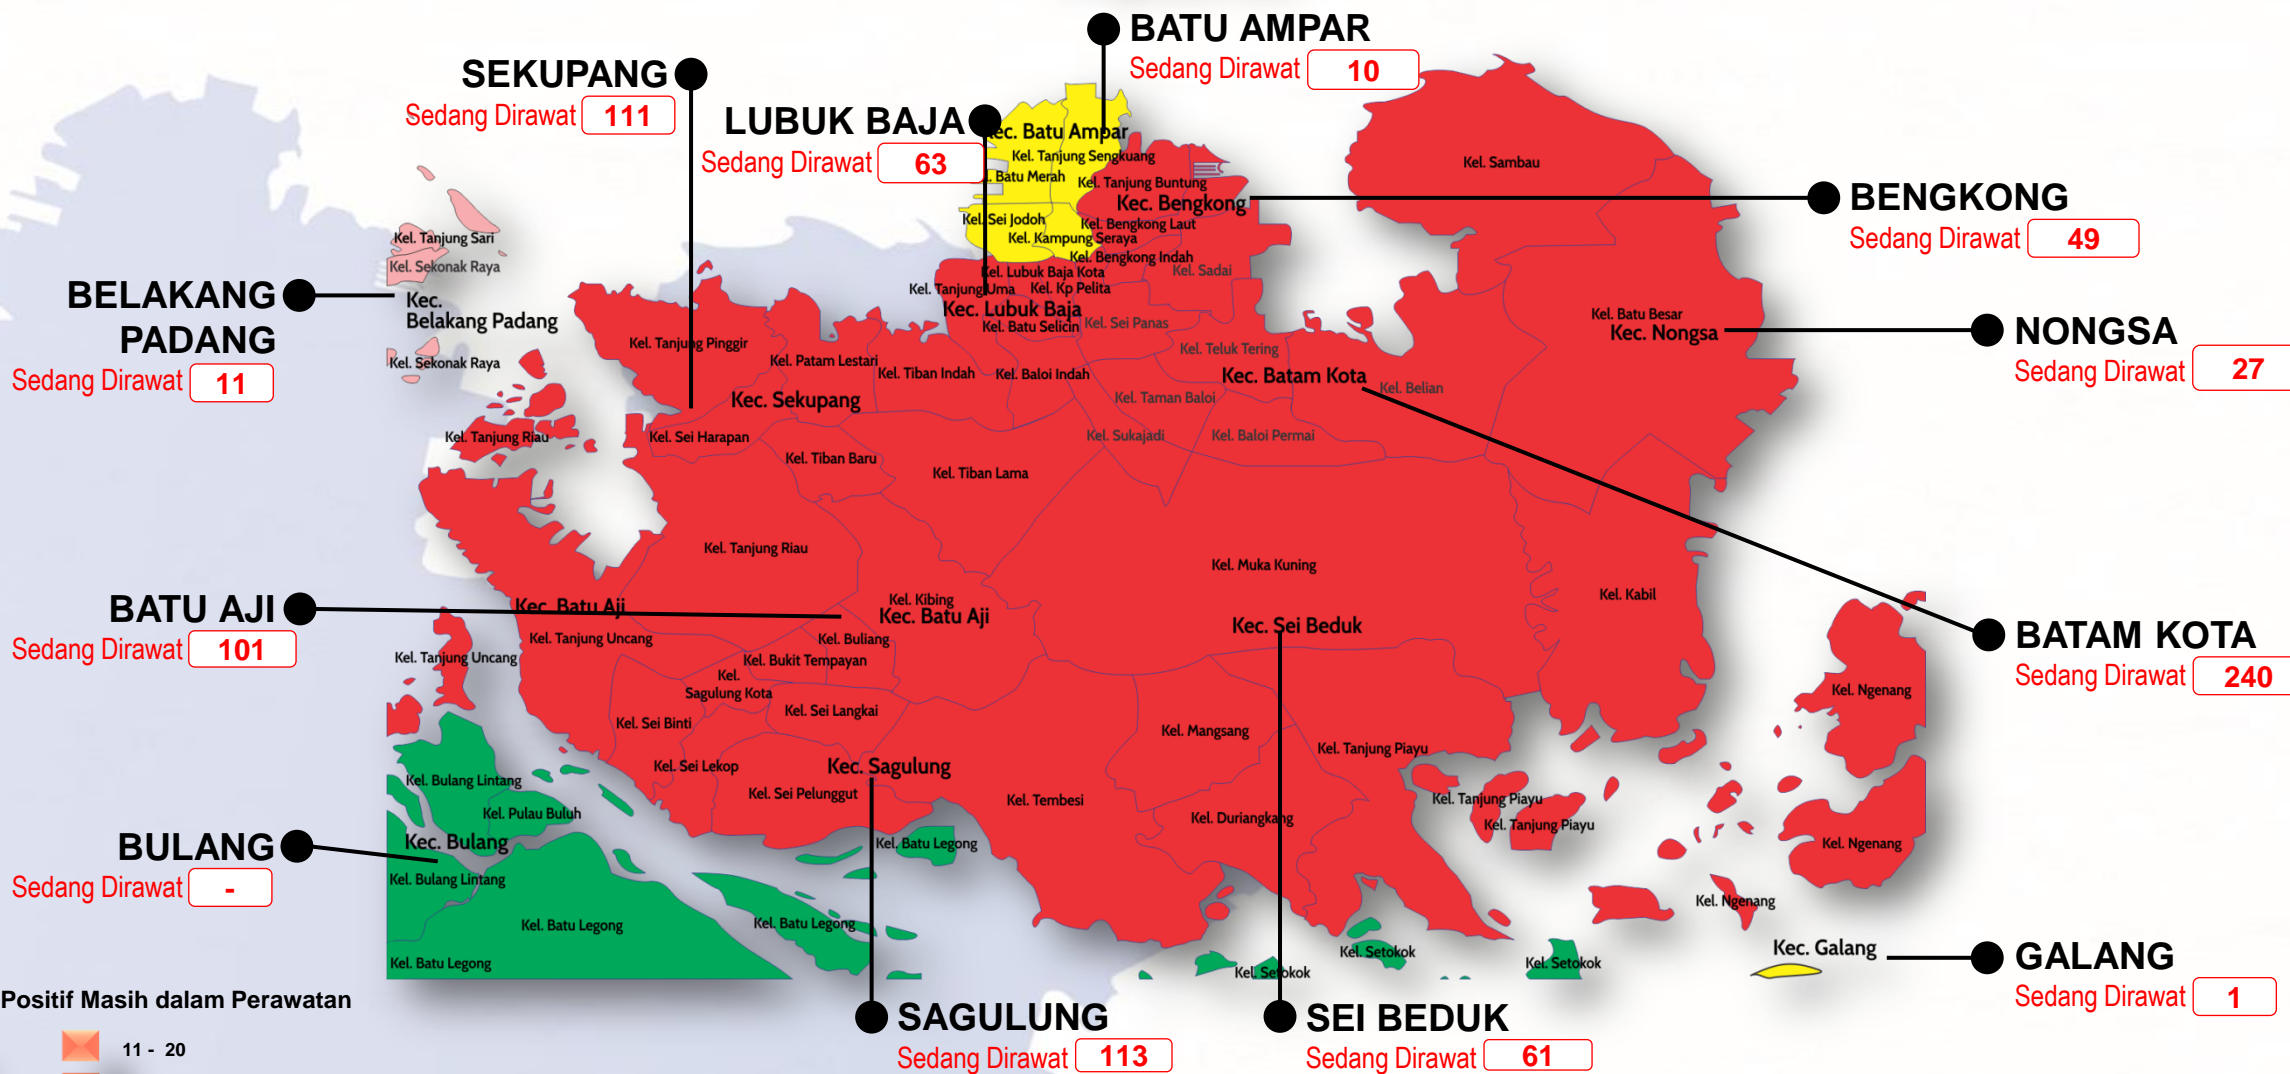 BATU AMPAR
Sedang Dirawat 10
SEKUPANG
Sedang Dirawat 111
LUBUK BAJA
Sedang Dirawat 63
BENGKONG
Sedang Dirawat 49
BELAKANG
PADANG
Sedang Dirawat 11
NONGSA
Sedang Dirawat 27
BATU AJI
Sedang Dirawat 101
BATAM KOTA
Sedang Dirawat 240
BULANG
Sedang Dirawat -
GALANG
Sedang Dirawat 1
SAGULUNG
Sedang Dirawat 113
SEI BEDUK
Sedang Dirawat 61
Kec. Batu Ampar
Kel. Tanjung Sengkuang
Batu Merah
Kel. Sei Jodoh
Kel. Kampung Seraya
Kel. Tanjung Buntung
Kec. Bengkong
Kel. Bengkong Laut
Kel. Bengkong Indah
Kel. Sadai
Kel. Sambau
Kel. Batu Besar
Kec. Nongsa
Kel. Kabil
Kel. Ngenang
Kel. Ngenang
Kel. Ngenang
Kel. Tanjung Sari
Kel. Sekonak Raya
Kec.
Belakang Padang
Kel. Sekonak Raya
Kel. Tanjung Riau
Kel. Lubuk Baja Kota
Kel. Tanjung Uma
Kel. Kp Pelita
Kec. Lubuk Baja
Kel. Batu Selicin
Kel. Baloi Indah
Kel. Sei Panas
Kel. Teluk Tering
Kec. Batam Kota
Kel. Belian
Kel. Taman Baloi
Kel. Sukajadi
Kel. Baloi Permai
Kel. Tanjung Pinggir
Kel. Patam Lestari
Kel. Tiban Indah
Kec. Sekupang
Kel. Sei Harapan
Kel. Tiban Baru
Kel. Tiban Lama
Kel. Tanjung Riau
Kel. Muka Kuning
Kec. Sei Beduk
Kec. Batu Aji
Kel. Tanjung Uncang
Kel. Tanjung Uncang
Kel. Kibing
Kec. Batu Aji
Kel. Buliang
Kel. Bukit Tempayan
Kel.
Sagulung Kota
Kel. Sei Langkai
Kel. Sei Binti
Kel. Sei Lekop
Kec. Sagulung
Kel. Sei Pelunggut
Kel. Tembesi
Kel. Mangsang
Kel. Tanjung Piayu
Kel. Duriangkang
Kel. Tanjung Piayu
Kel. Tanjung Piayu
Kel. Bulang Lintang
Kel. Pulau Buluh
Kec. Bulang
Kel. Bulang Lintang
Kel. Batu Legong
Kel. Batu Legong
Kel. Batu Legong
Kel. Batu Legong
Kel. Setokok
Kel. Setokok
Kel. Setokok
Kec. Galang
Positif Masih dalam Perawatan
11 - 20